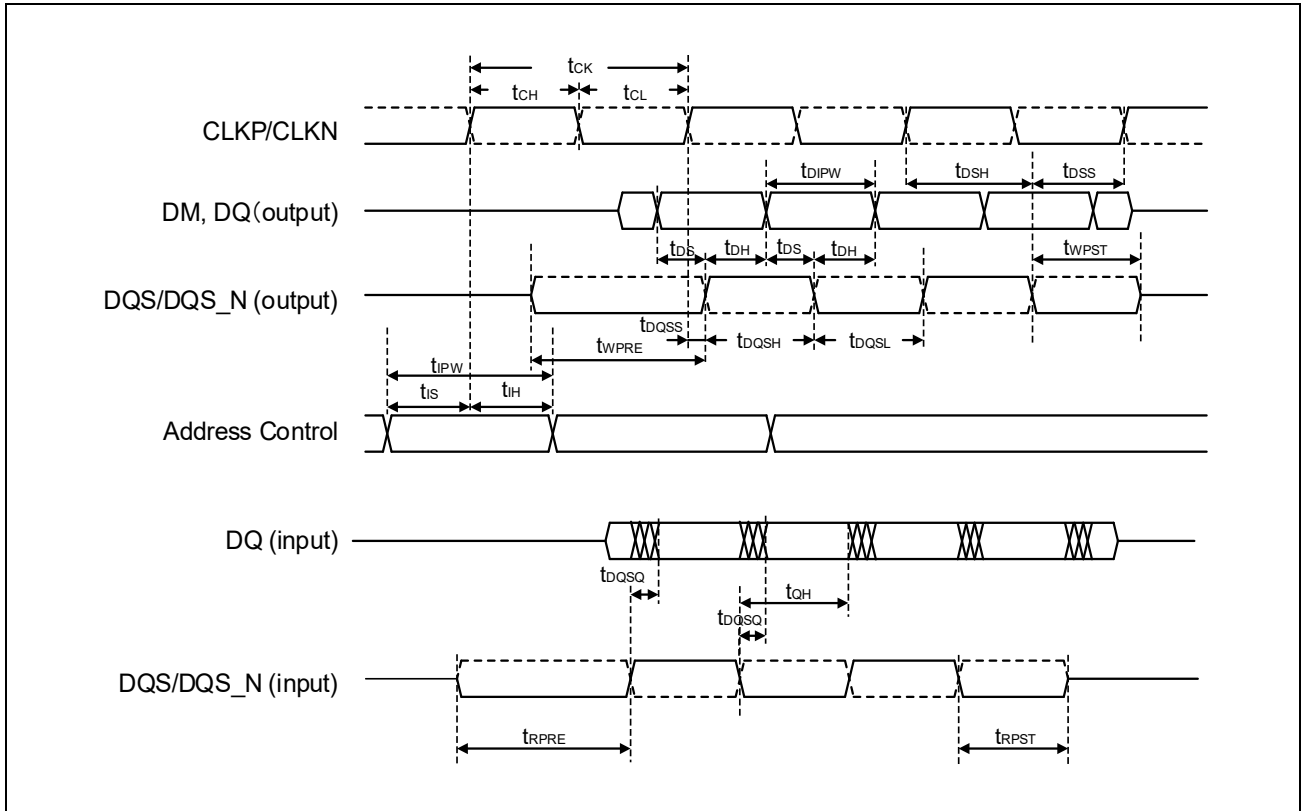 tCK
tCH
tCL
CLKP/CLKN
tDIPW
tDSH
tDSS
DM, DQ(output)
tDS
tDH
tDS
tDH
tWPST
DQS/DQS_N (output)
tDQSS
tDQSH
tDQSL
tWPRE
tIPW
tIS
tIH
Address Control
DQ (input)
tDQSQ
tQH
tDQSQ
DQS/DQS_N (input)
tRPRE
tRPST